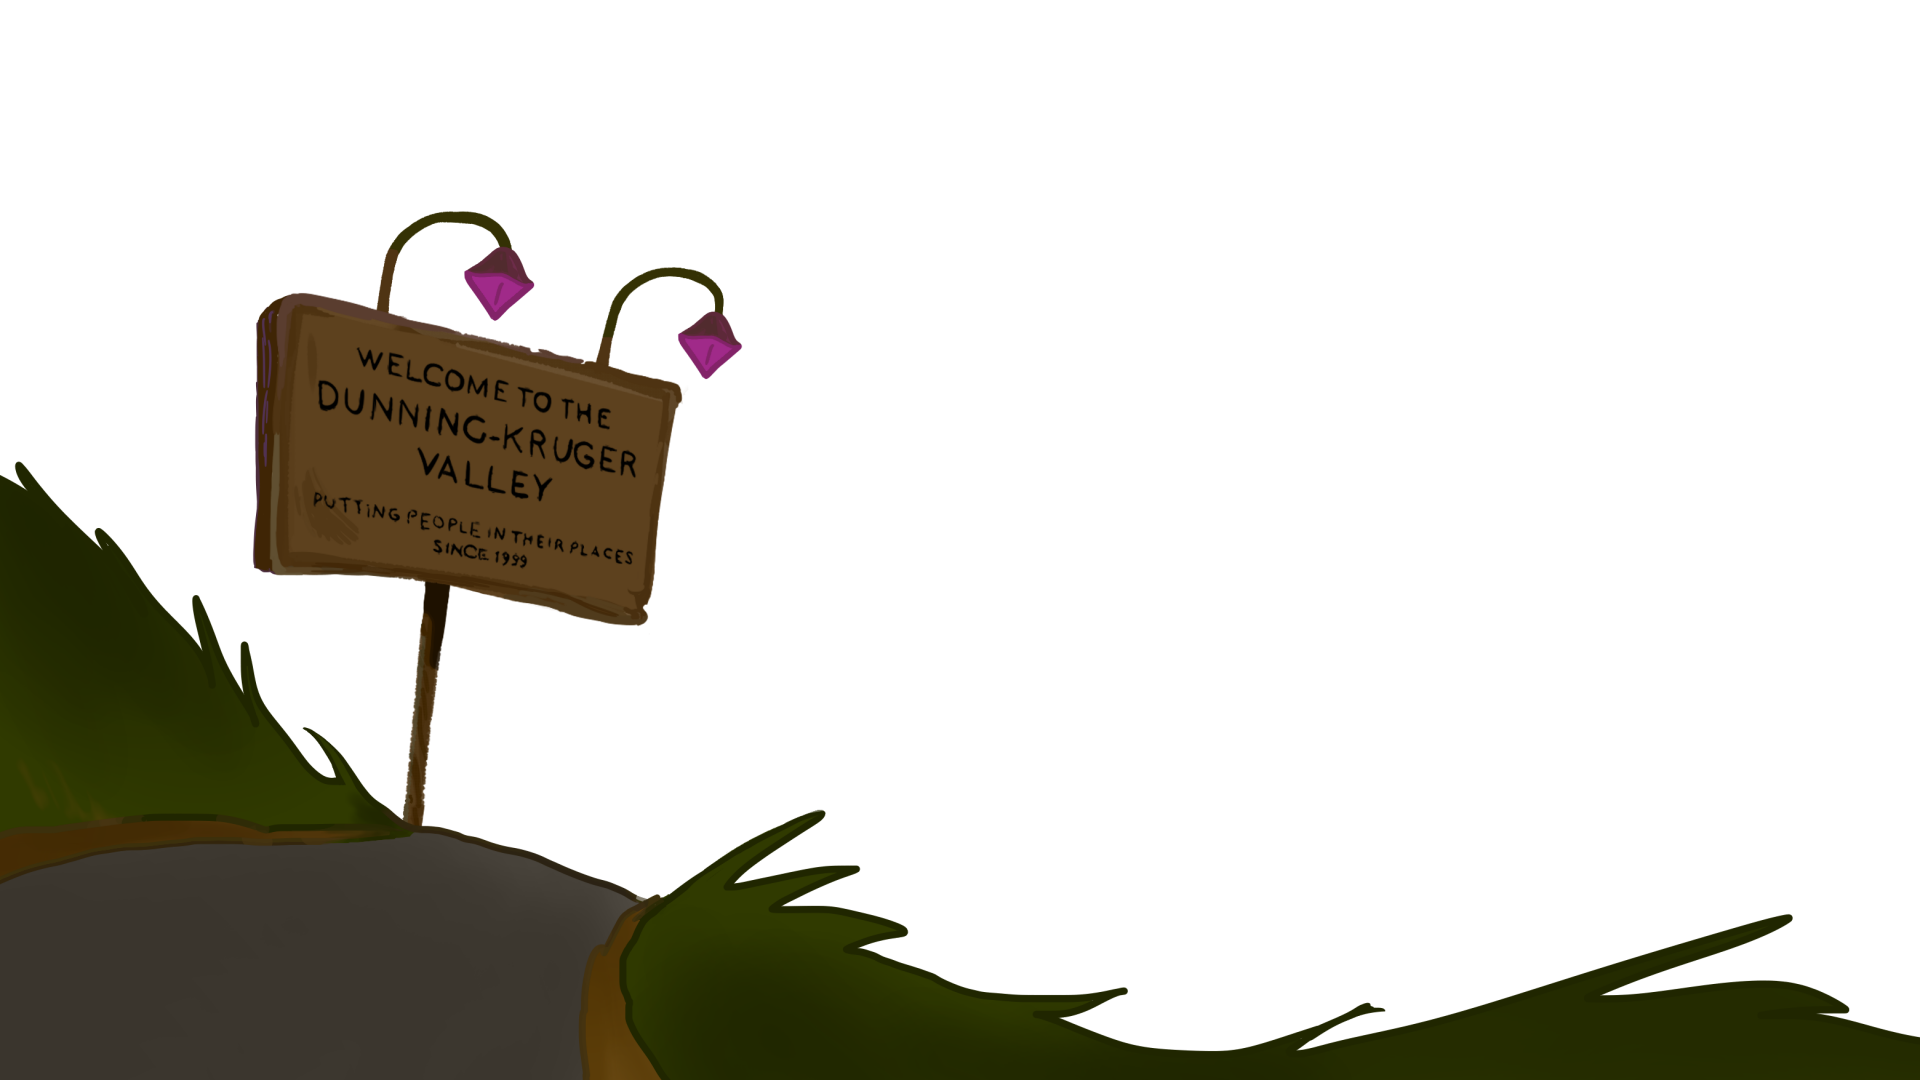 WELCOME TO THE
DUNNING-KRUGER
VALLEY
PUTTING PEOPLE IN THEIR PLACES
SINCE 1999